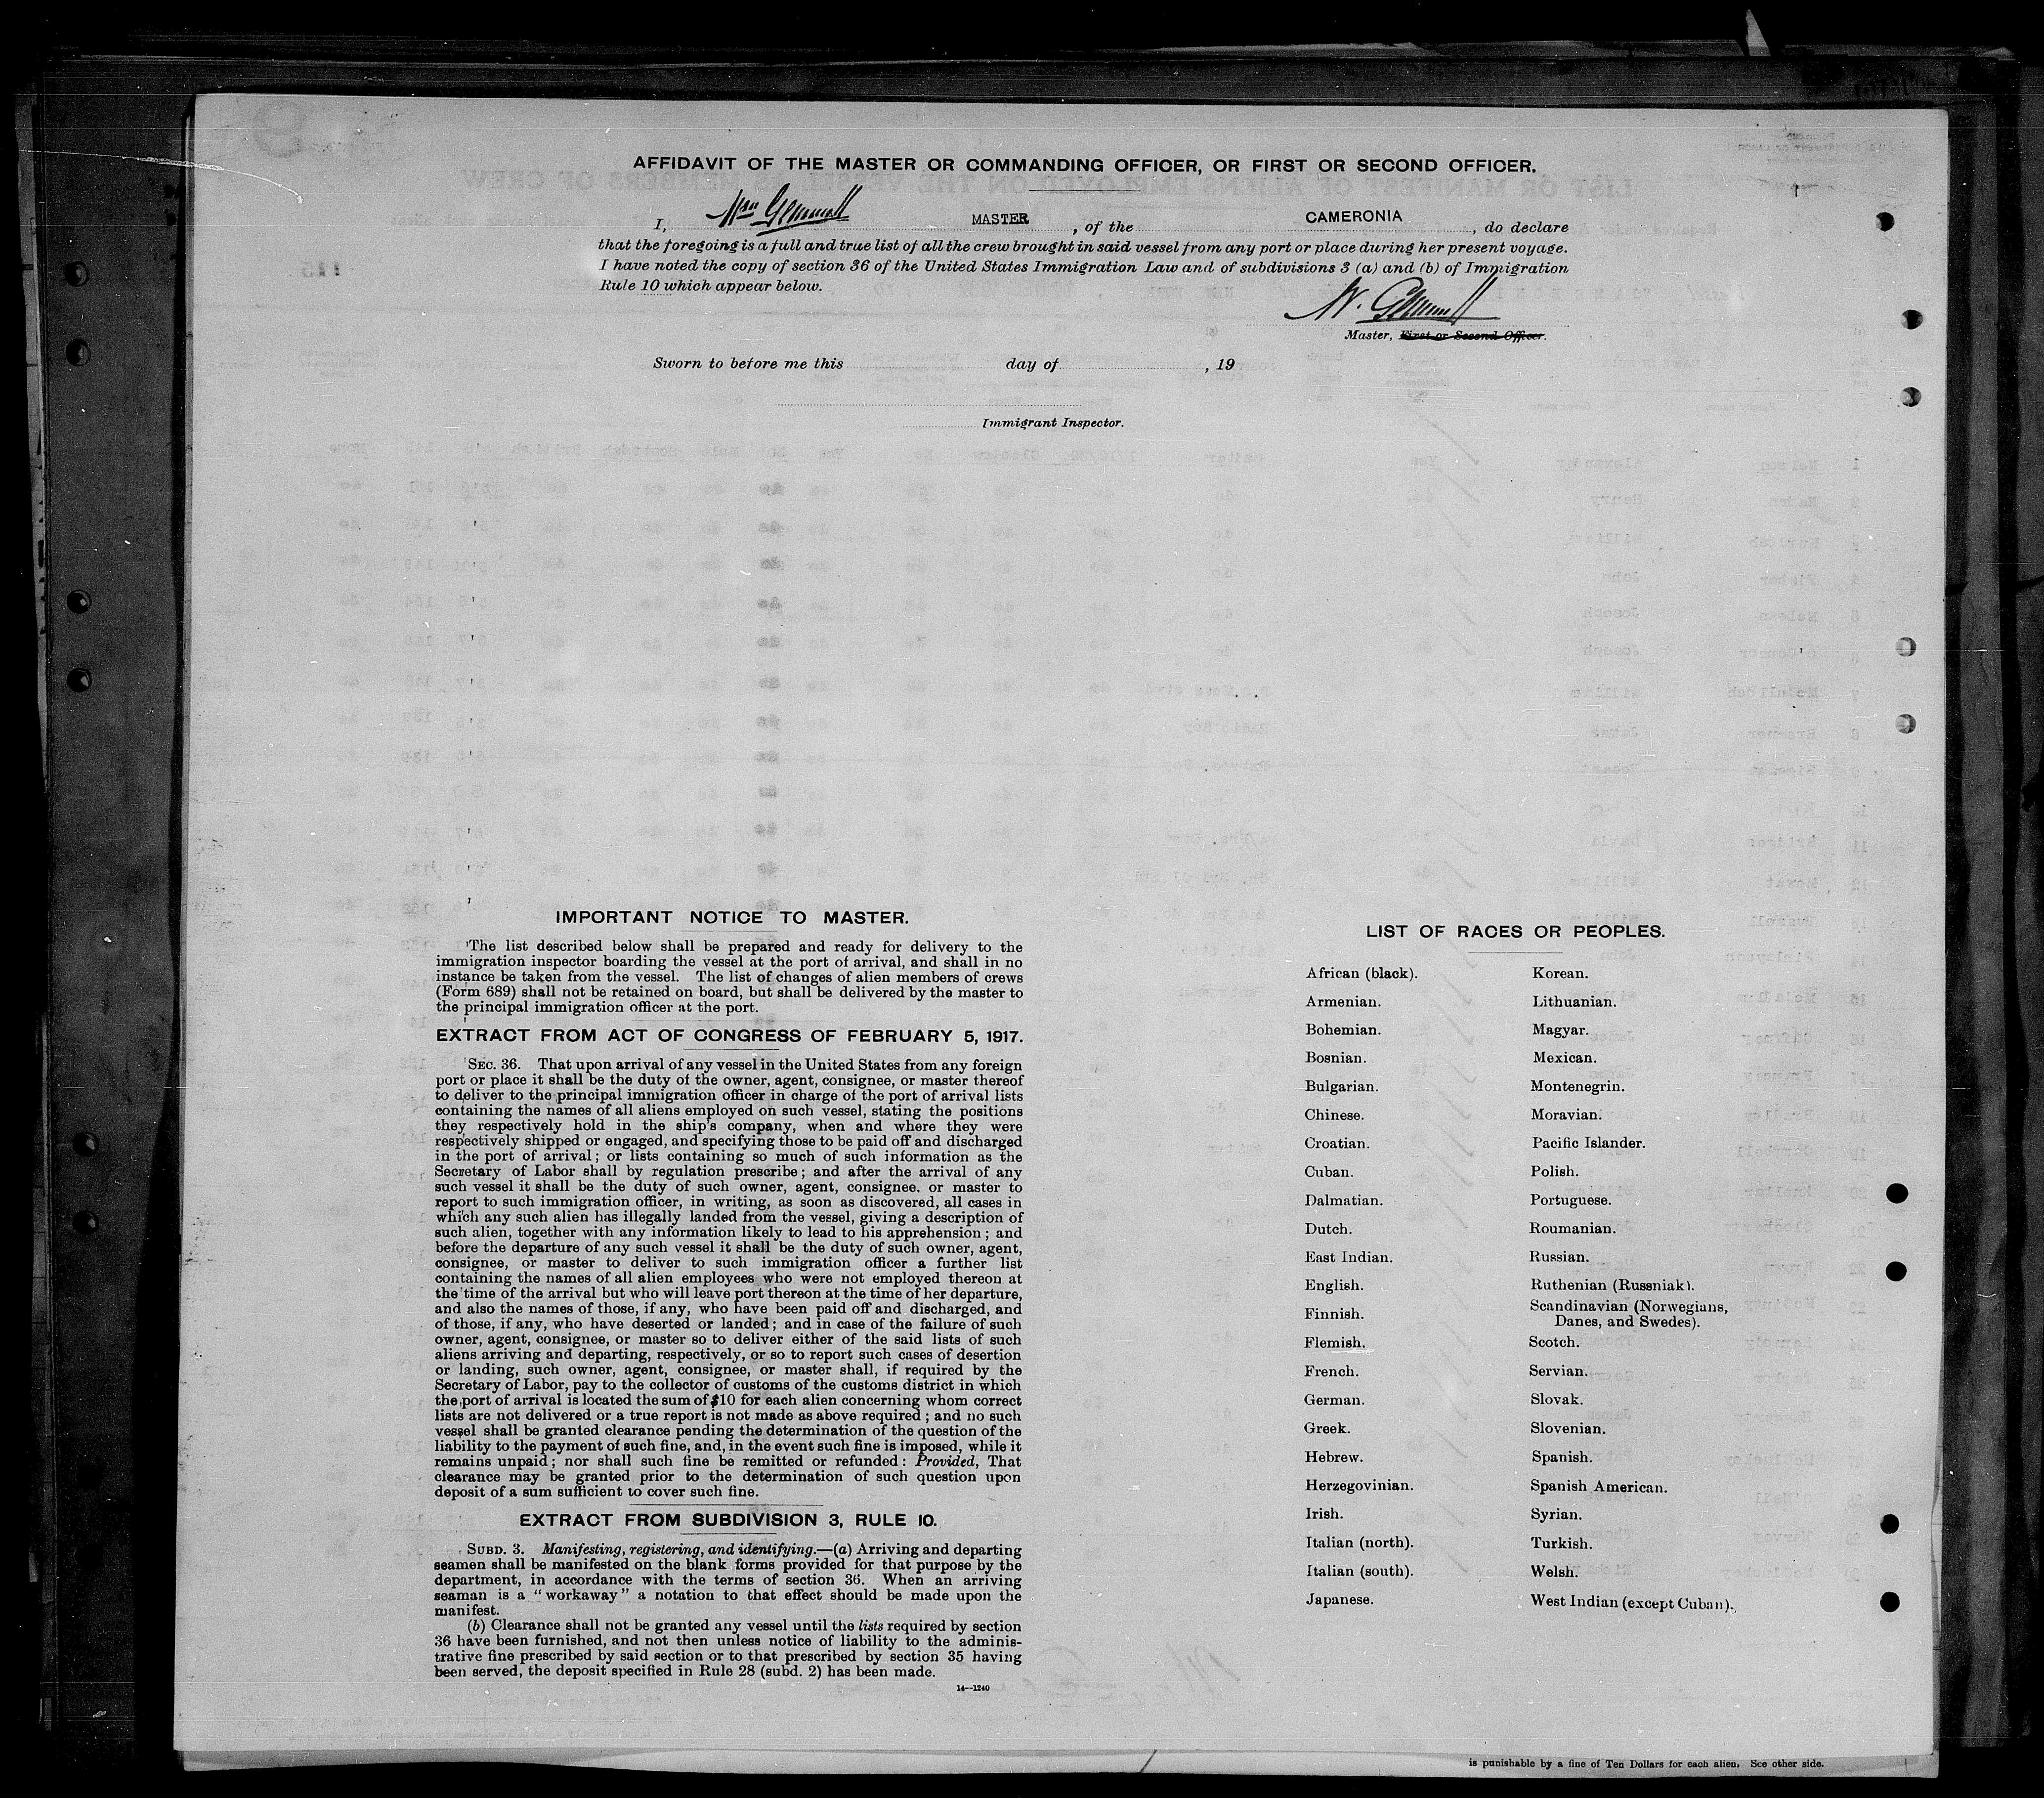 AFFIDAVIT OF THE MASTER OR COMMANDING OFFICER, OR FIRST OR SECOND OFFICER.
I, Wm Gemmell MASTER, of the CAMERONIA, do declare
that the foregoing is a full and true list of all the crew brought in said vessel from any port or place during her present voyage.
I have noted the copy of section 36 of the United States Immigration Law and of subdivisions 3 (a) and (b) of Immigration
Rule 10 which appear below.
W. Gemmell
Master, First or Second Officer.
Sworn to before me this day of , 19
Immigrant Inspector.
IMPORTANT NOTICE TO MASTER.
The list described below shall be prepared and ready for delivery to the
immigration inspector boarding the vessel at the port of arrival, and shall in no
instance be taken from the vessel. The list of changes of alien members of crews
(Form 689) shall not be retained on board, but shall be delivered by the master to
the principal immigration officer at the port.
EXTRACT FROM ACT OF CONGRESS OF FEBRUARY 5, 1917.
SEC. 36. That upon arrival of any vessel in the United States from any foreign
port or place it shall be the duty of the owner, agent, consignee, or master thereof
to deliver to the principal immigration officer in charge of the port of arrival lists
containing the names of all aliens employed on such vessel, stating the positions
they respectively hold in the ship's company, when and where they were
respectively shipped or engaged, and specifying those to be paid off and discharged
in the port of arrival; or lists containing so much of such information as the
Secretary of Labor shall by regulation prescribe; and after the arrival of any
such vessel it shall be the duty of such owner, agent, consignee. or master to
report to such immigration officer, in writing, as soon as discovered, all cases in
which any such alien has illegally landed from the vessel, giving a description of
such alien, together with any information likely to lead to his apprehension; and
before the departure of any such vessel it shall be the duty of such owner, agent,
consignee, or master to deliver to such immigration officer a further list
containing the names of all alien employees who were not employed thereon at
the time of the arrival but who will leave port thereon at the time of her departure,
and also the names of those, if any, who have been paid off and discharged, and
of those, if any, who have deserted or landed; and in case of the failure of such
owner, agent, consignee, or master so to deliver either of the said lists of such
aliens arriving and departing, respectively, or so to report such cases of desertion
or landing, such owner, agent, consignee, or master shall, if required by the
Secretary of Labor, pay to the collector of customs of the customs district in which
the port of arrival is located the sum of $10 for each alien concerning whom correct
lists are not delivered or a true report is not made as above required; and no such
vessel shall be granted clearance pending the determination of the question of the
liability to the payment of such fine, and, in the event such fine is imposed, while it
remains unpaid; nor shall such fine be remitted or refunded: Provided, That
clearance may be granted prior to the determination of such question upon
deposit of a sum sufficient to cover such fine.
EXTRACT FROM SUBDIVISION 3, RULE 10.
SUBD. 3. Manifesting, registering, and identifying.—(a) Arriving and departing
seamen shall be manifested on the blank forms provided for that purpose by the
department, in accordance with the terms of section 36. When an arriving
seaman is a "workaway" a notation to that effect should be made upon the
manifest.
(b) Clearance shall not be granted any vessel until the lists required by section
36 have been furnished, and not then unless notice of liability to the adminis-
trative fine prescribed by said section or to that prescribed by section 35 having
been served, the deposit specified in Rule 28 (subd. 2) has been made.
14—1240
LIST OF RACES OR PEOPLES.
African (black).
Armenian.
Bohemian.
Bosnian.
Bulgarian.
Chinese.
Croatian.
Cuban.
Dalmatian.
Dutch.
East Indian.
English.
Finnish.
Flemish.
French.
German.
Greek.
Hebrew.
Herzegovinian.
Irish.
Italian (north).
Italian (south).
Japanese.
Korean.
Lithuanian.
Magyar.
Mexican.
Montenegrin.
Moravian.
Pacific Islander.
Polish.
Portuguese.
Roumanian.
Russian.
Ruthenian (Russniak).
Scandinavian (Norwegians,
Danes, and Swedes).
Scotch.
Servian.
Slovak.
Slovenian.
Spanish.
Spanish American.
Syrian.
Turkish.
Welsh.
West Indian (except Cuban).
is punishable by a fine of Ten Dollars for each alien. See other side.